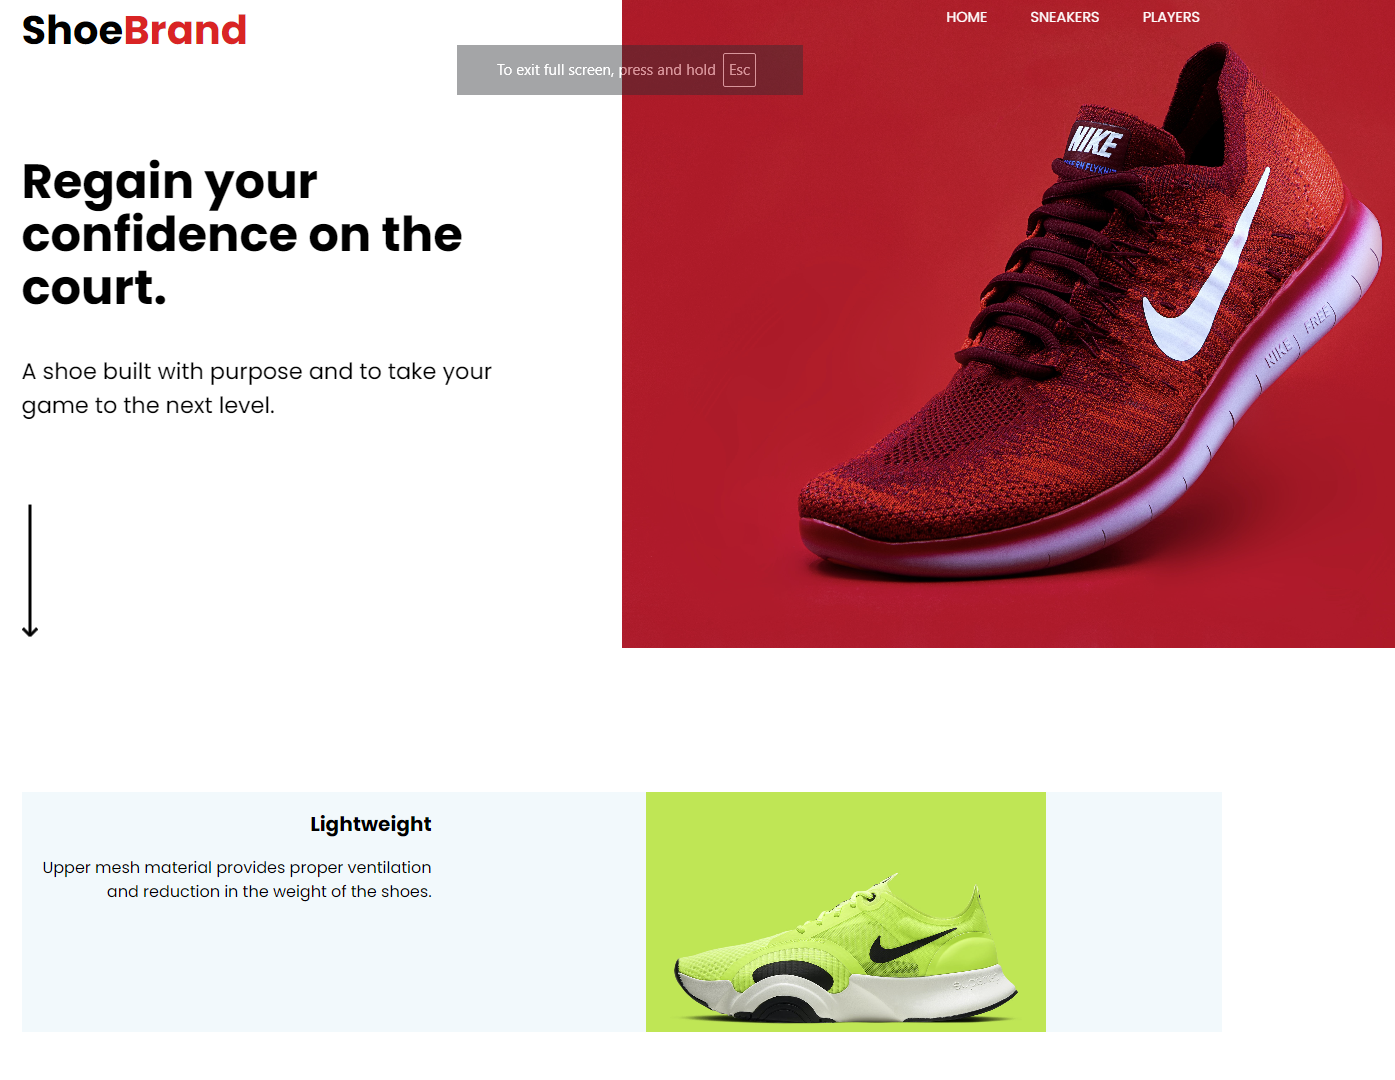 ShoeBrand
HOME SNEAKERS PLAYERS
To exit full screen, press and hold Esc
Regain your
confidence on the
court.
A shoe built with purpose and to take your
game to the next level.
NIKE
NIKE FREE
Lightweight
Upper mesh material provides proper ventilation
and reduction in the weight of the shoes.